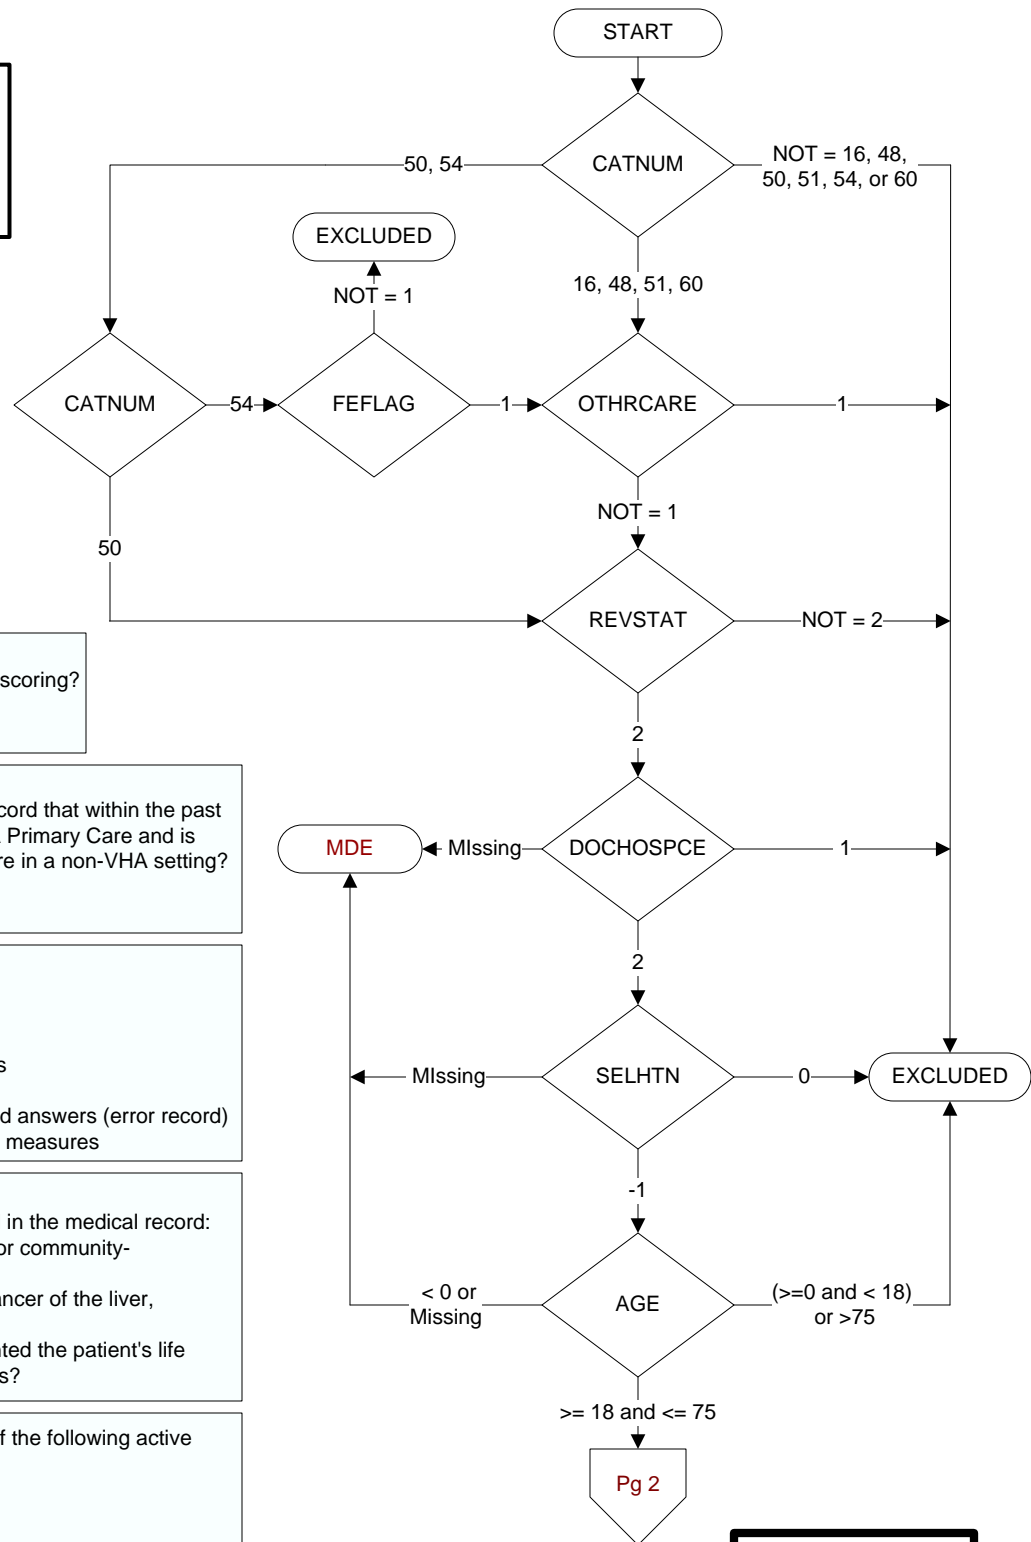 START
CATNUM
50, 54
NOT = 16, 48,
50, 51, 54, or 60
EXCLUDED
NOT = 1
16, 48, 51, 60
CATNUM
54
FEFLAG
1
OTHRCARE
1
NOT = 1
50
REVSTAT
NOT = 2
scoring?
2
cord that within the past
Primary Care and is
re in a non-VHA setting?
MDE
MIssing
DOCHOSPCE
1
2
s
d answers (error record)
measures
MIssing
SELHTN
0
EXCLUDED
-1
in the medical record:
or community-
ancer of the liver,
nted the patient's life
s?
< 0 or
Missing
AGE
(>=0 and < 18)
or >75
>= 18 and <= 75
f the following active
Pg 2